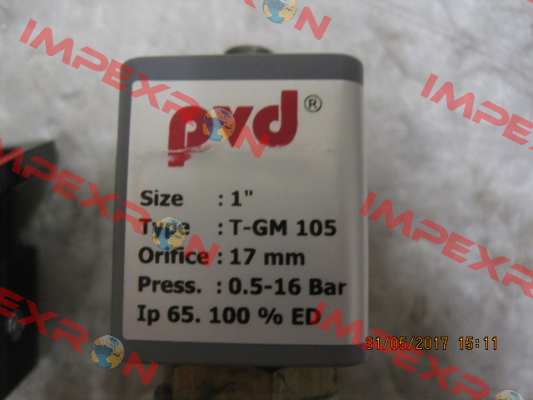 pvd®
Size : 1"
Type : T-GM 105
Orifice : 17 mm
Press. : 0.5-16 Bar
Ip 65. 100 % ED
31/05/2017 15:11
IMPEXRON
IMPEXRON
IMPEXRON
IMPEXRON
IMPEXRON